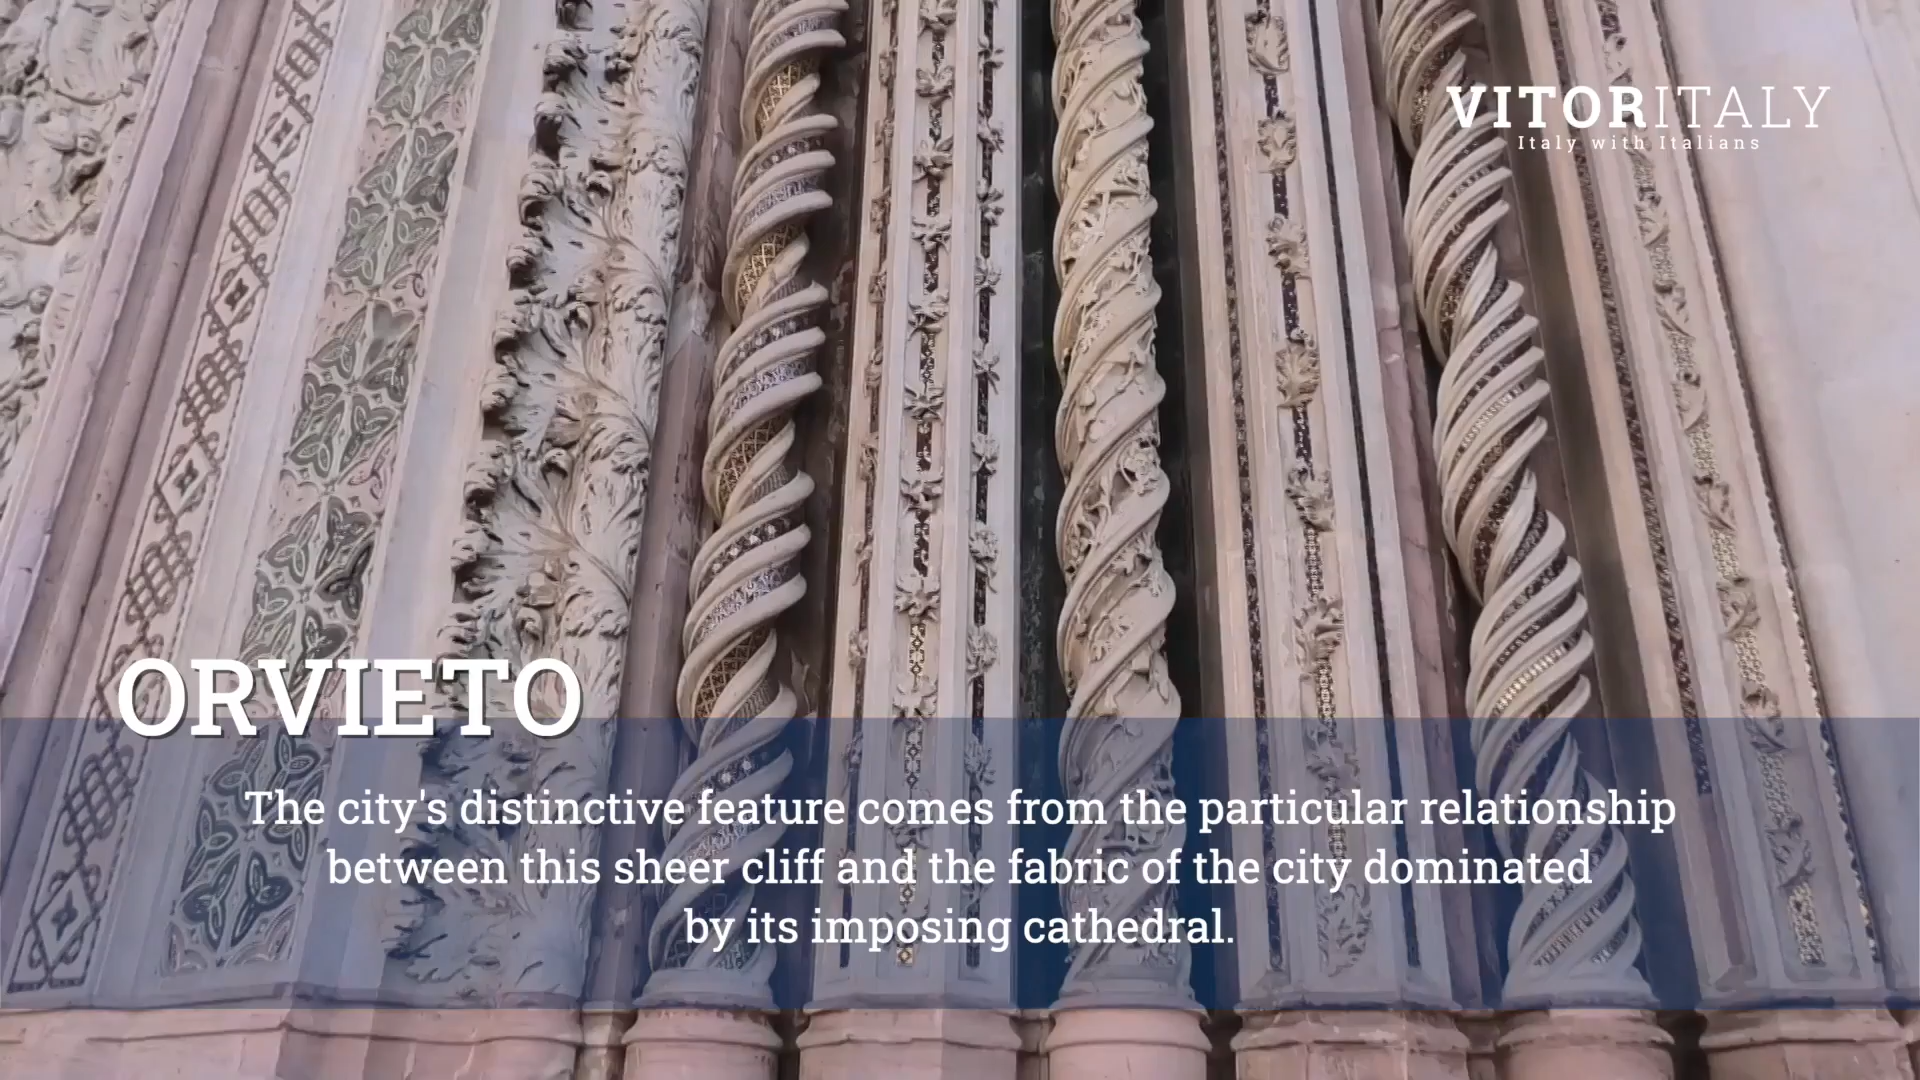 VITORITALY
Italy with Italians
ORVIETO
The city's distinctive feature comes from the particular relationship
between this sheer cliff and the fabric of the city dominated
by its imposing cathedral.